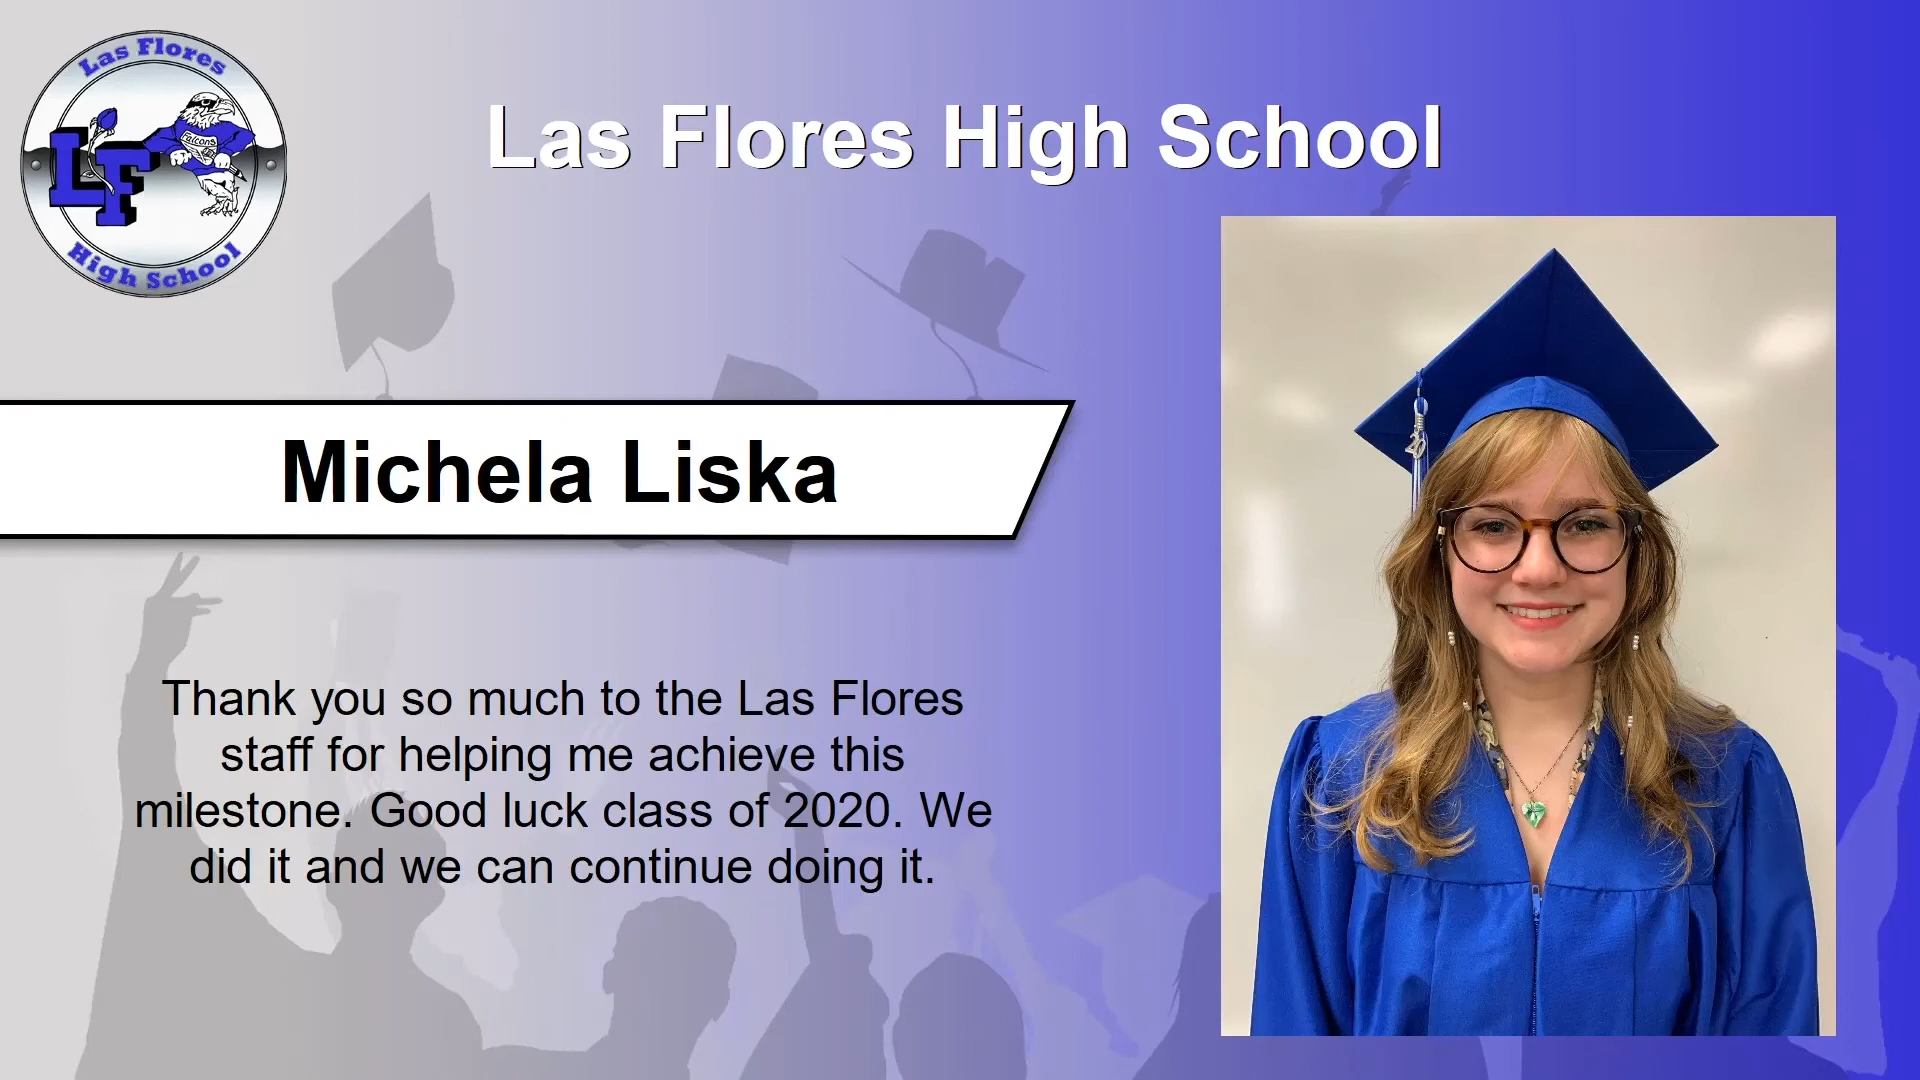 Las Flores
LF
Falcons
High School
Las Flores High School
Michela Liska
20
Thank you so much to the Las Flores
staff for helping me achieve this
milestone. Good luck class of 2020. We
did it and we can continue doing it.